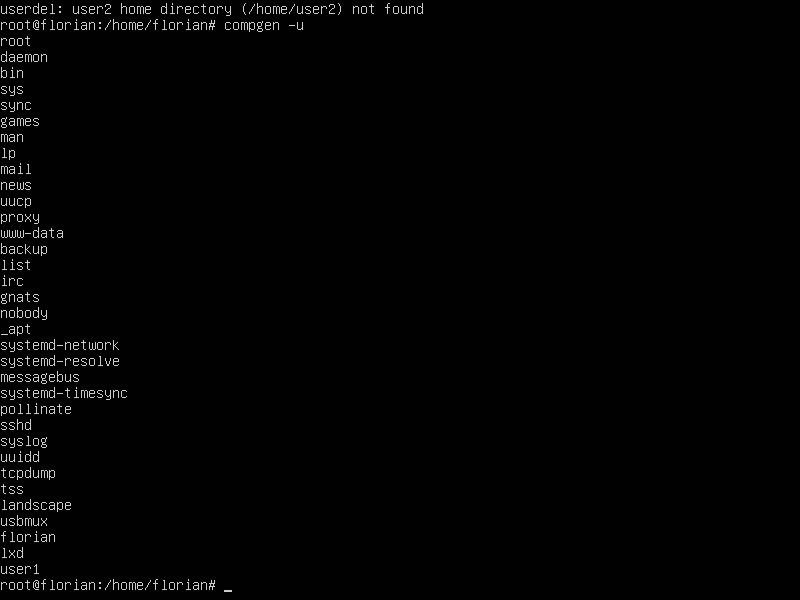 userdel: user2 home directory (/home/user2) not found
root@florian:/home/florian# compgen -u
root
daemon
bin
sys
sync
games
man
lp
mail
news
uucp
proxy
www-data
backup
list
irc
gnats
nobody
_apt
systemd-network
systemd-resolve
messagebus
systemd-timesync
pollinate
sshd
syslog
uuidd
tcpdump
tss
landscape
usbmux
florian
lxd
user1
root@florian:/home/florian# _